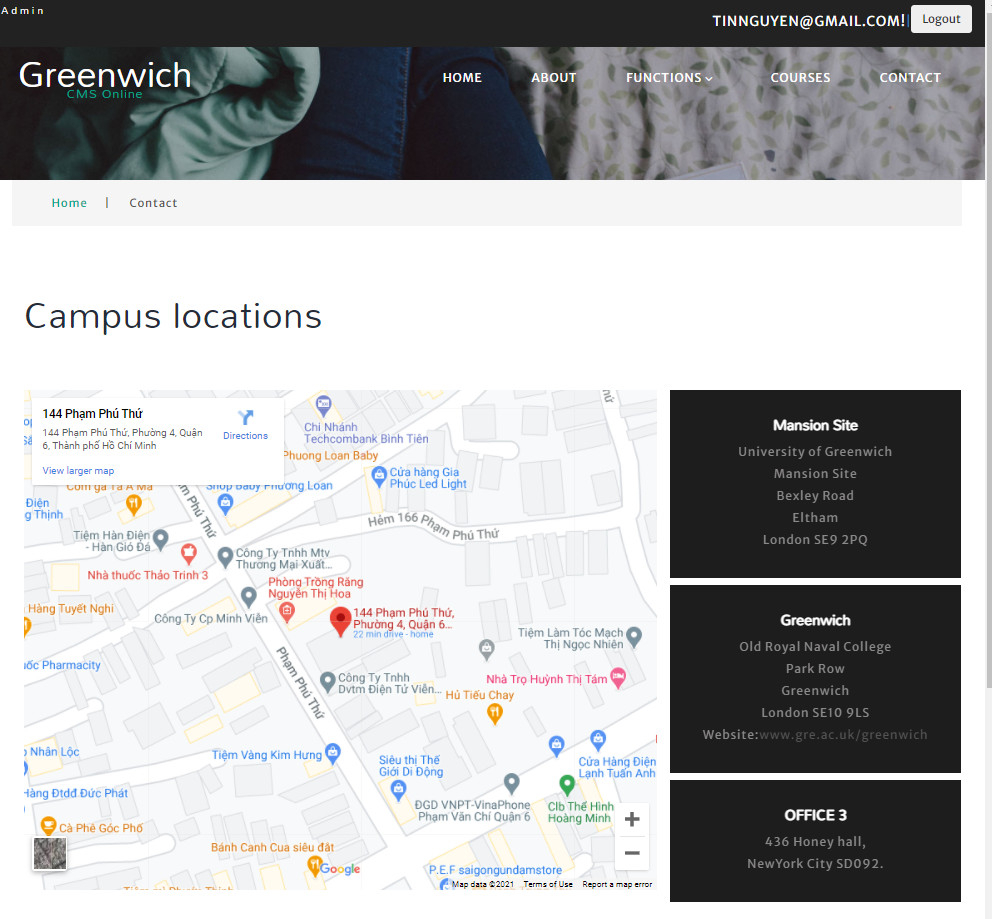 Admin
TINNGUYEN@GMAIL.COM!
Logout
Greenwich
CMS Online
HOME
ABOUT
FUNCTIONS
COURSES
CONTACT
Home | Contact
Campus locations
144 Phạm Phú Thứ
144 Phạm Phú Thứ, Phường 4, Quận
6, Thành phố Hồ Chí Minh
Directions
View larger map
Chi Nhánh
Techcombank Bình Tiên
Phuong Loan Baby
Cửa hàng Gia
Phúc Led Light
Shop Baby Phương Loan
Cơm gà Ta A Ma
Điện
g Thịnh
Phạm Phú Thứ
Hẻm 166 Phạm Phú Thứ
Tiệm Hàn Điện
- Hàn Gió Đá
Công Ty Tnhh Mtv
Thương Mại Xuất...
Nhà thuốc Thảo Trinh 3
Phòng Trồng Răng
Nguyễn Thị Hoa
Hàng Tuyết Nghi
Công Ty Cp Minh Viễn
144 Phạm Phú Thứ,
Phường 4, Quận 6...
22 min drive - home
Tiệm Làm Tóc Mạch
Thị Ngọc Nhiên
uốc Pharmacity
Phạm Phú Thứ
Công Ty Tnhh
Dvtm Điện Tử Viễn...
Nhà Trọ Huỳnh Thị Tám
Hủ Tiếu Chay
Nhân Lộc
Tiệm Vàng Kim Hưng
Siêu thị Thế
Giới Di Động
Cửa Hàng Điện
Lạnh Tuấn Anh
Hàng Đtdđ Đức Phát
ĐGD VNPT-VinaPhone
Phạm Văn Chí Quận 6
Clb Thể Hình
Hoàng Minh
Cà Phê Góc Phố
Bánh Canh Cua siêu đắt
Google
P.E.F saigongundamstore
Map data ©2021
Terms of Use
Report a map error
Mansion Site
University of Greenwich
Mansion Site
Bexley Road
Eltham
London SE9 2PQ
Greenwich
Old Royal Naval College
Park Row
Greenwich
London SE10 9LS
Website:www.gre.ac.uk/greenwich
OFFICE 3
436 Honey hall,
NewYork City SD092.